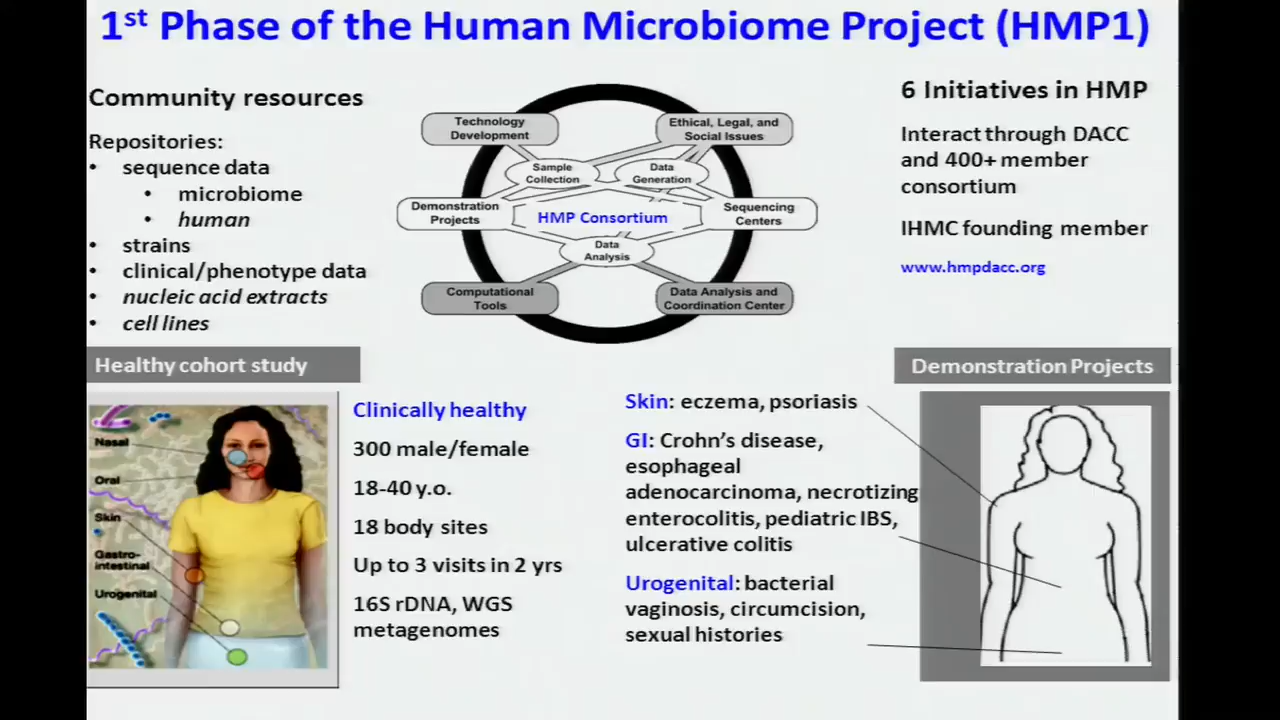 1st Phase of the Human Microbiome Project (HMP1)
Community resources
Repositories:
• sequence data
• microbiome
• human
• strains
• clinical/phenotype data
• nucleic acid extracts
• cell lines
Technology
Development
Ethical, Legal, and
Social Issues
Sample
Collection
Data
Generation
Demonstration
Projects
HMP Consortium
Sequencing
Centers
Data
Analysis
Computational
Tools
Data Analysis and
Coordination Center
6 Initiatives in HMP
Interact through DACC
and 400+ member
consortium
IHMC founding member
www.hmpdacc.org
Healthy cohort study
Nasal
Oral
Skin
Gastro-
intestinal
Urogenital
Clinically healthy
300 male/female
18-40 y.o.
18 body sites
Up to 3 visits in 2 yrs
16S rDNA, WGS
metagenomes
Demonstration Projects
Skin: eczema, psoriasis
GI: Crohn’s disease,
esophageal
adenocarcinoma, necrotizing
enterocolitis, pediatric IBS,
ulcerative colitis
Urogenital: bacterial
vaginosis, circumcision,
sexual histories